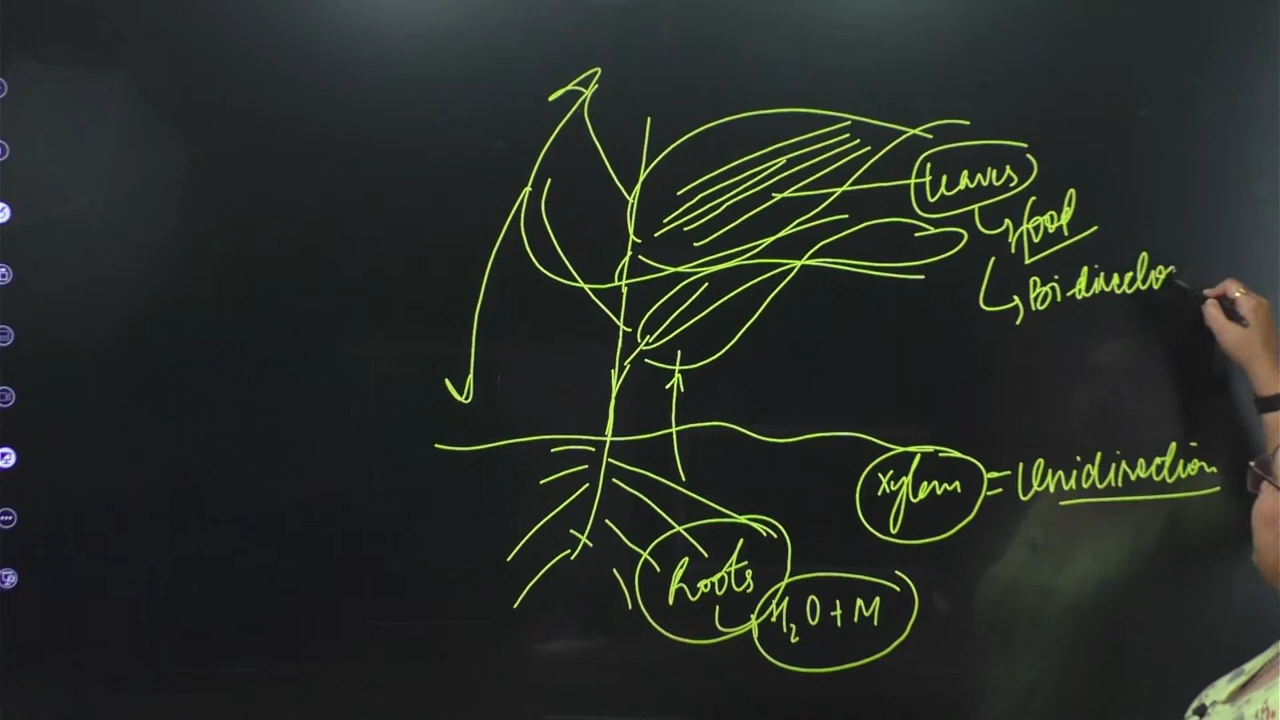 Leaves
food
Bi-directio
Xylem = Unidirection
Roots
H2O + M